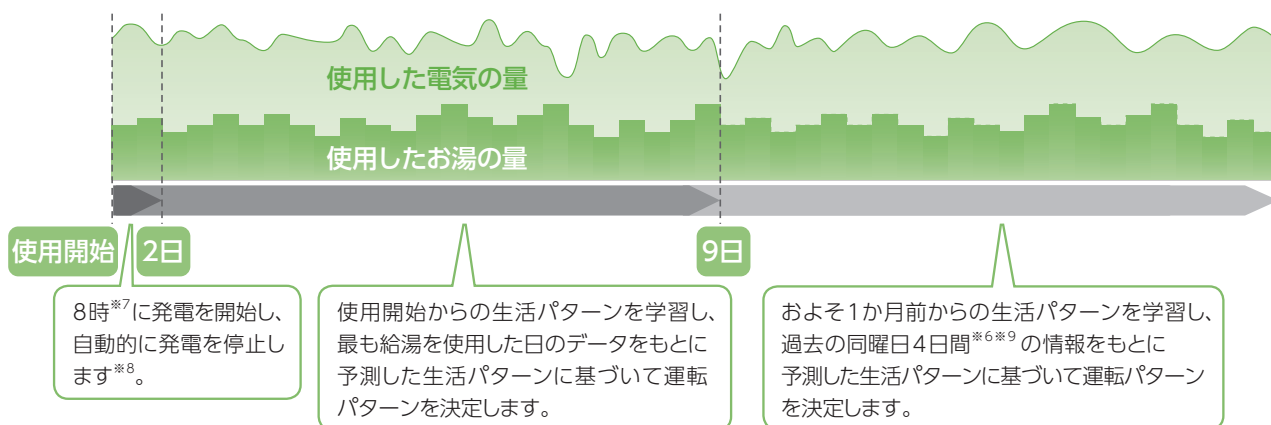 使用した電気の量
使用したお湯の量
使用開始
2日
9日
8時※7に発電を開始し、
自動的に発電を停止し
ます※8。
使用開始からの生活パターンを学習し、
最も給湯を使用した日のデータをもとに
予測した生活パターンに基づいて運転
パターンを決定します。
およそ1か月前からの生活パターンを学習し、
過去の同曜日4日間※6※9の情報をもとに
予測した生活パターンに基づいて運転パターン
を決定します。